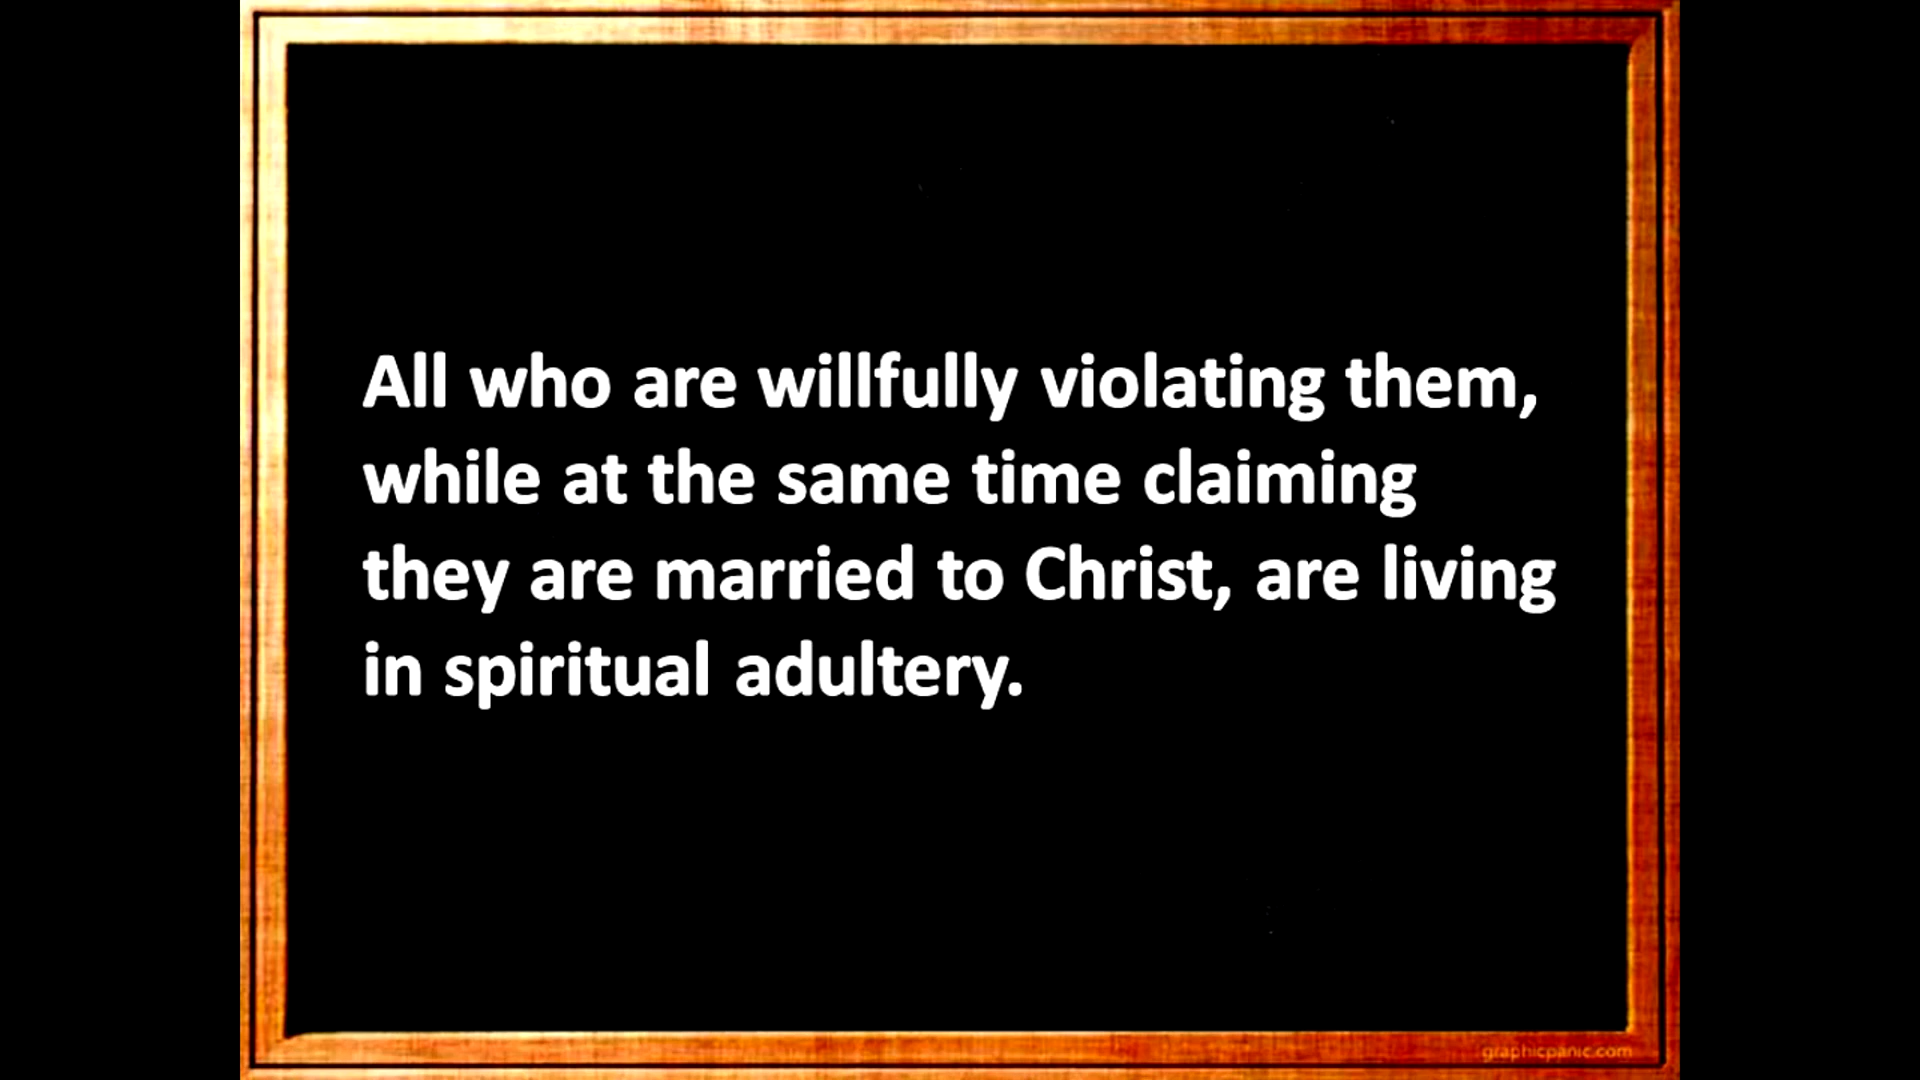 All who are willfully violating them,
while at the same time claiming
they are married to Christ, are living
in spiritual adultery.
graphicpanic.com